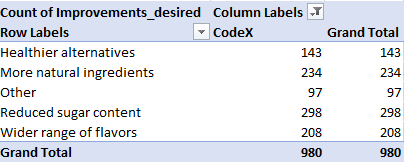 Count of Improvements_desired Column Labels
Row Labels CodeX Grand Total
Healthier alternatives 143 143
More natural ingredients 234 234
Other 97 97
Reduced sugar content 298 298
Wider range of flavors 208 208
Grand Total 980 980